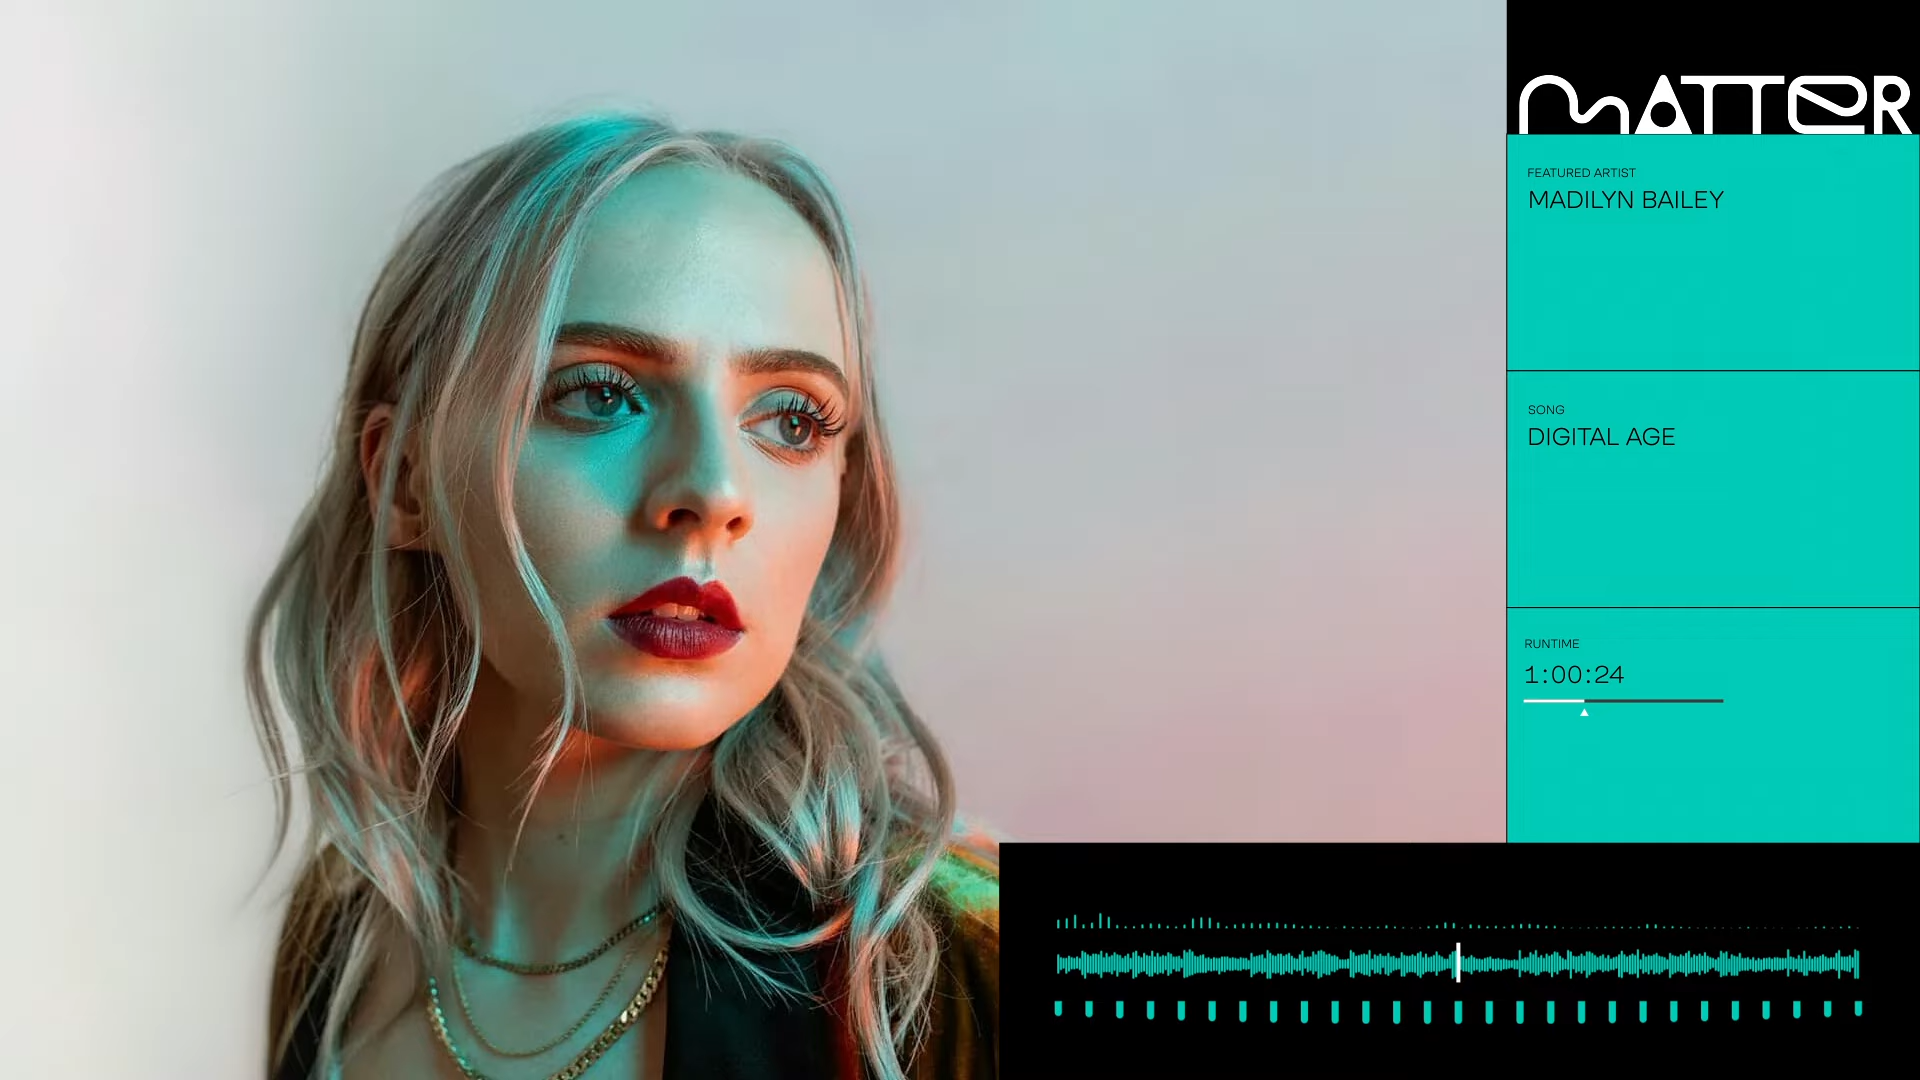 MATTER
FEATURED ARTIST
MADILYN BAILEY
SONG
DIGITAL AGE
RUNTIME
1:00:24